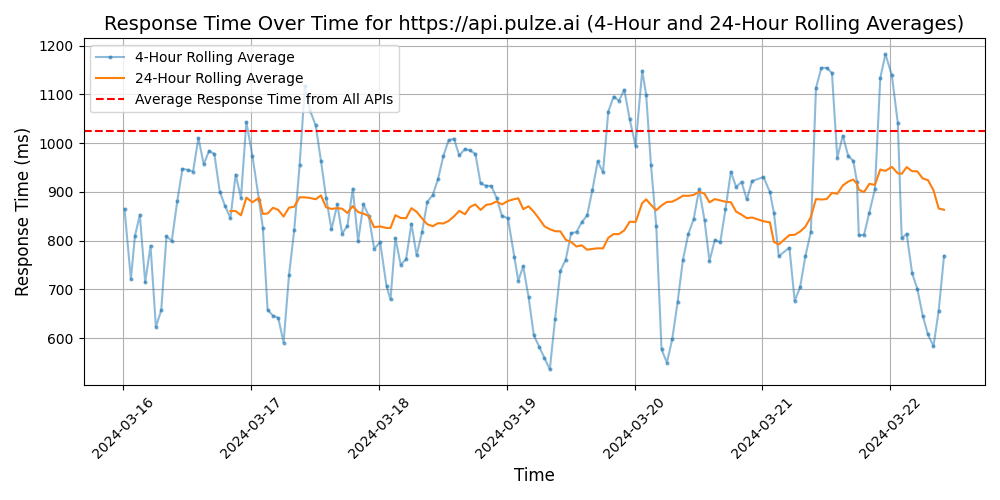 Response Time Over Time for https://api.pulze.ai (4-Hour and 24-Hour Rolling Averages)
4-Hour Rolling Average
24-Hour Rolling Average
Average Response Time from All APIs
Response Time (ms)
1200
1100
1000
900
800
700
600
2024-03-16
2024-03-17
2024-03-18
2024-03-19
2024-03-20
2024-03-21
2024-03-22
Time